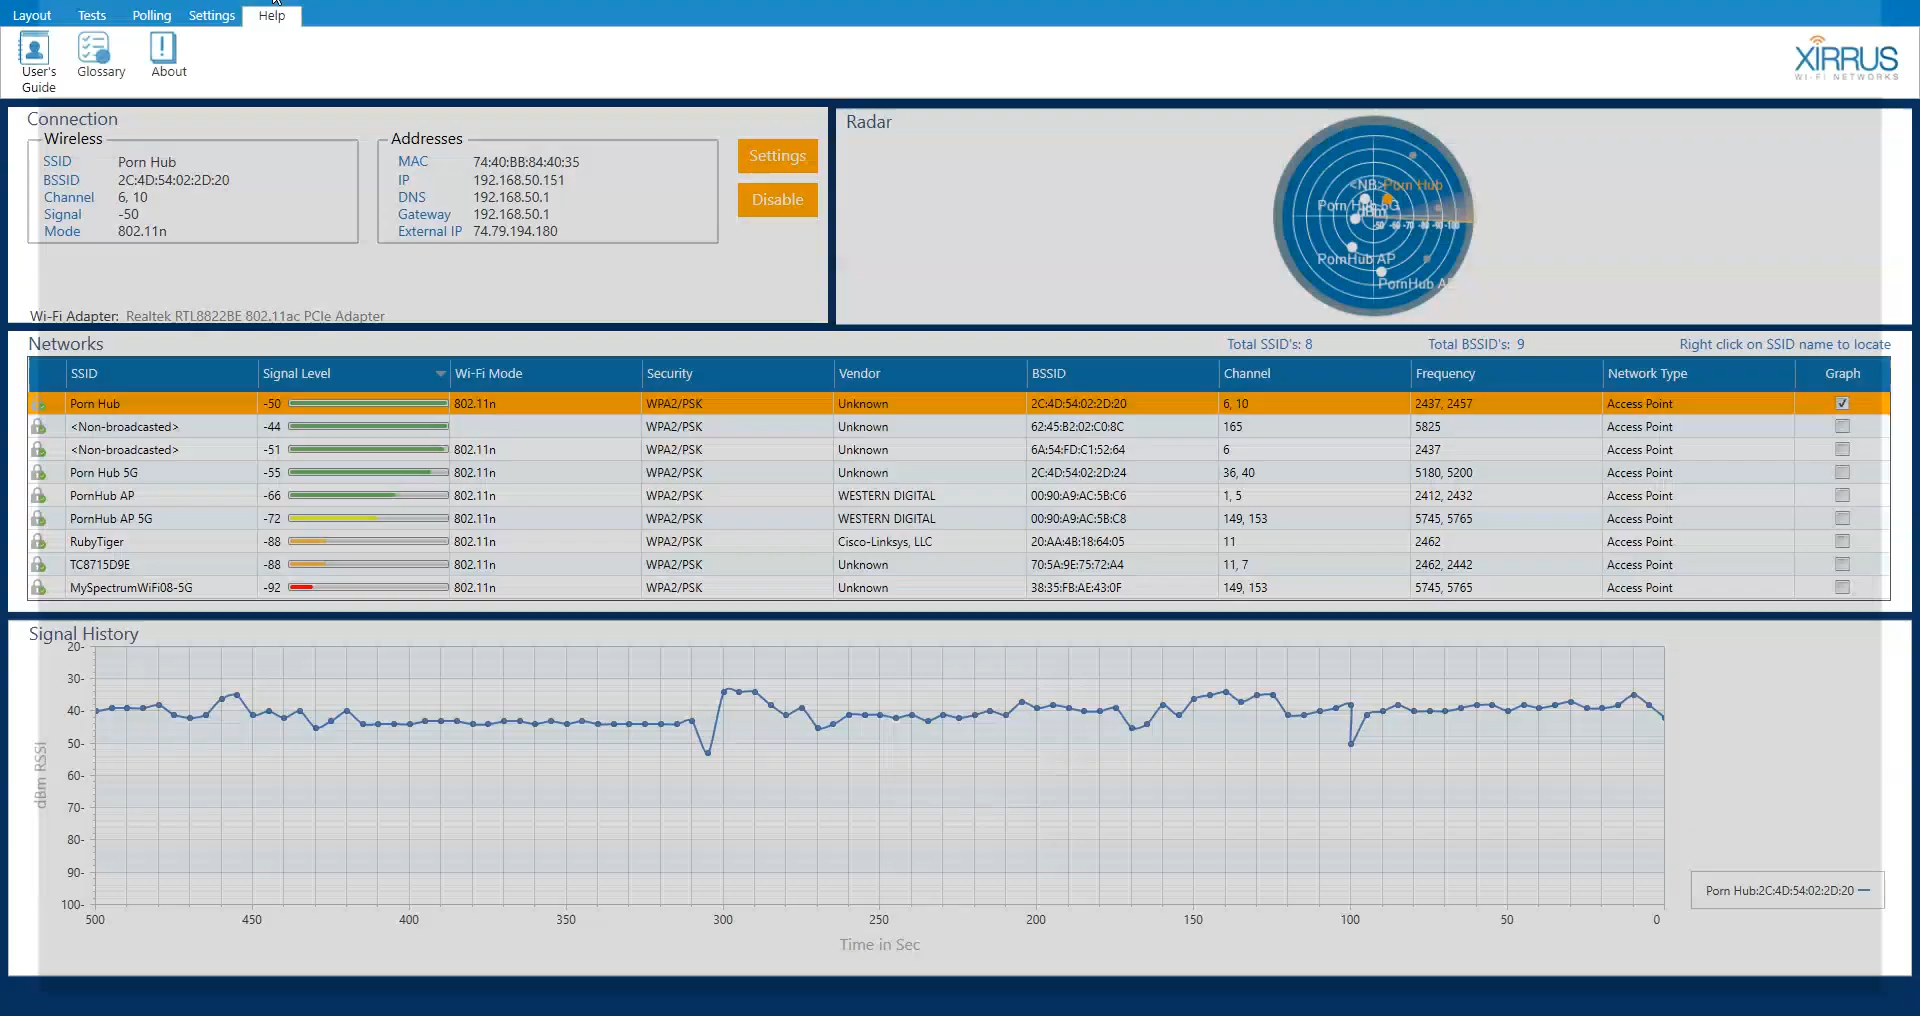 Layout Tests Polling Settings Help
User's Guide Glossary About
XIRRUS
WI-FI NETWORKS
Connection
Wireless
SSID Porn Hub
BSSID 2C:4D:54:02:2D:20
Channel 6, 10
Signal -50
Mode 802.11n
Addresses
MAC 74:40:BB:84:40:35
IP 192.168.50.151
DNS 192.168.50.1
Gateway 192.168.50.1
External IP 74.79.194.180
Settings
Disable
Wi-Fi Adapter: Realtek RTL8822BE 802.11ac PCIe Adapter
Radar
<NB> Porn Hub
Porn Hub 5G
dBm
-50 -60 -70 -80 -90 -100
PornHub AP
PornHub AP
Networks Total SSID's: 8 Total BSSID's: 9 Right click on SSID name to locate
SSID Signal Level Wi-Fi Mode Security Vendor BSSID Channel Frequency Network Type Graph
Porn Hub -50 802.11n WPA2/PSK Unknown 2C:4D:54:02:2D:20 6, 10 2437, 2457 Access Point
<Non-broadcasted> -44 WPA2/PSK Unknown 62:45:B2:02:C0:8C 165 5825 Access Point
<Non-broadcasted> -51 802.11n WPA2/PSK Unknown 6A:54:FD:C1:52:64 6 2437 Access Point
Porn Hub 5G -55 802.11n WPA2/PSK Unknown 2C:4D:54:02:2D:24 36, 40 5180, 5200 Access Point
PornHub AP -66 802.11n WPA2/PSK WESTERN DIGITAL 00:90:A9:AC:5B:C6 1, 5 2412, 2432 Access Point
PornHub AP 5G -72 802.11n WPA2/PSK WESTERN DIGITAL 00:90:A9:AC:5B:C8 149, 153 5745, 5765 Access Point
RubyTiger -88 802.11n WPA2/PSK Cisco-Linksys, LLC 20:AA:4B:18:64:05 11 2462 Access Point
TC8715D9E -88 802.11n WPA2/PSK Unknown 70:5A:9E:75:72:A4 11, 7 2462, 2442 Access Point
MySpectrumWiFi08-5G -92 802.11n WPA2/PSK Unknown 38:35:FB:AE:43:0F 149, 153 5745, 5765 Access Point
Signal History
20-
30-
40-
50-
60-
70-
80-
90-
100-
dBm RSSI
500 450 400 350 300 250 200 150 100 50 0
Time in Sec
Porn Hub:2C:4D:54:02:2D:20